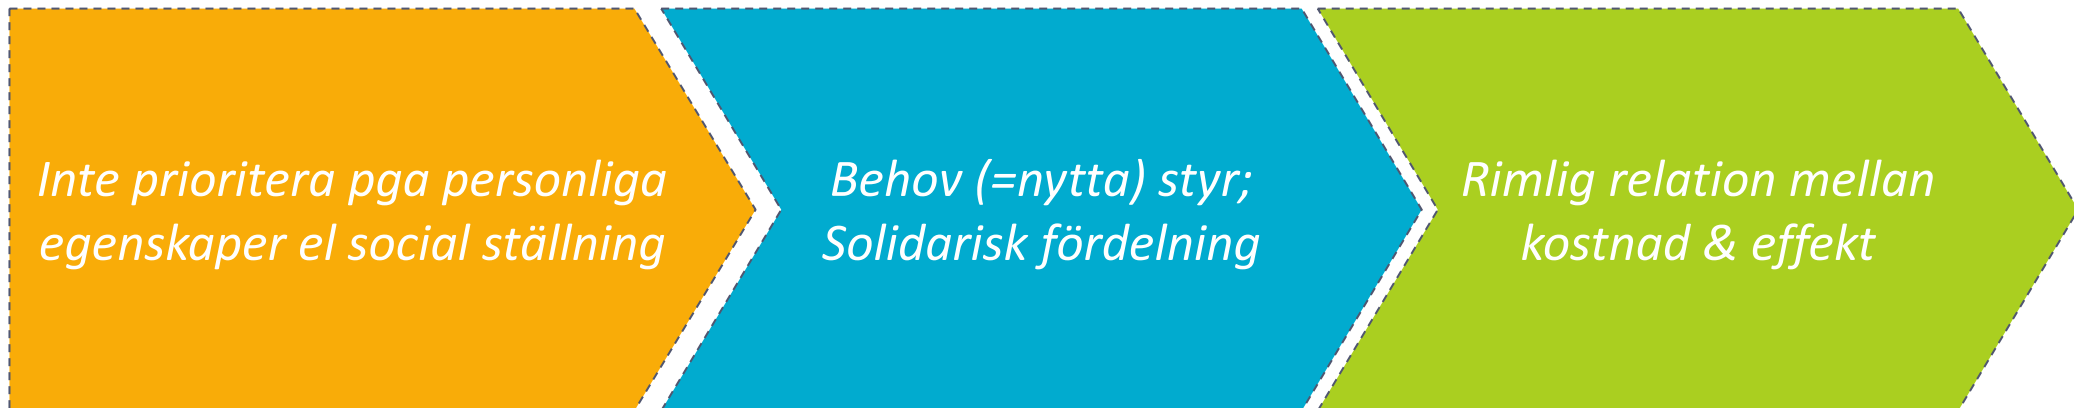 Inte prioritera pga personliga
egenskaper el social ställning
Behov (=nytta) styr;
Solidarisk fördelning
Rimlig relation mellan
kostnad & effekt